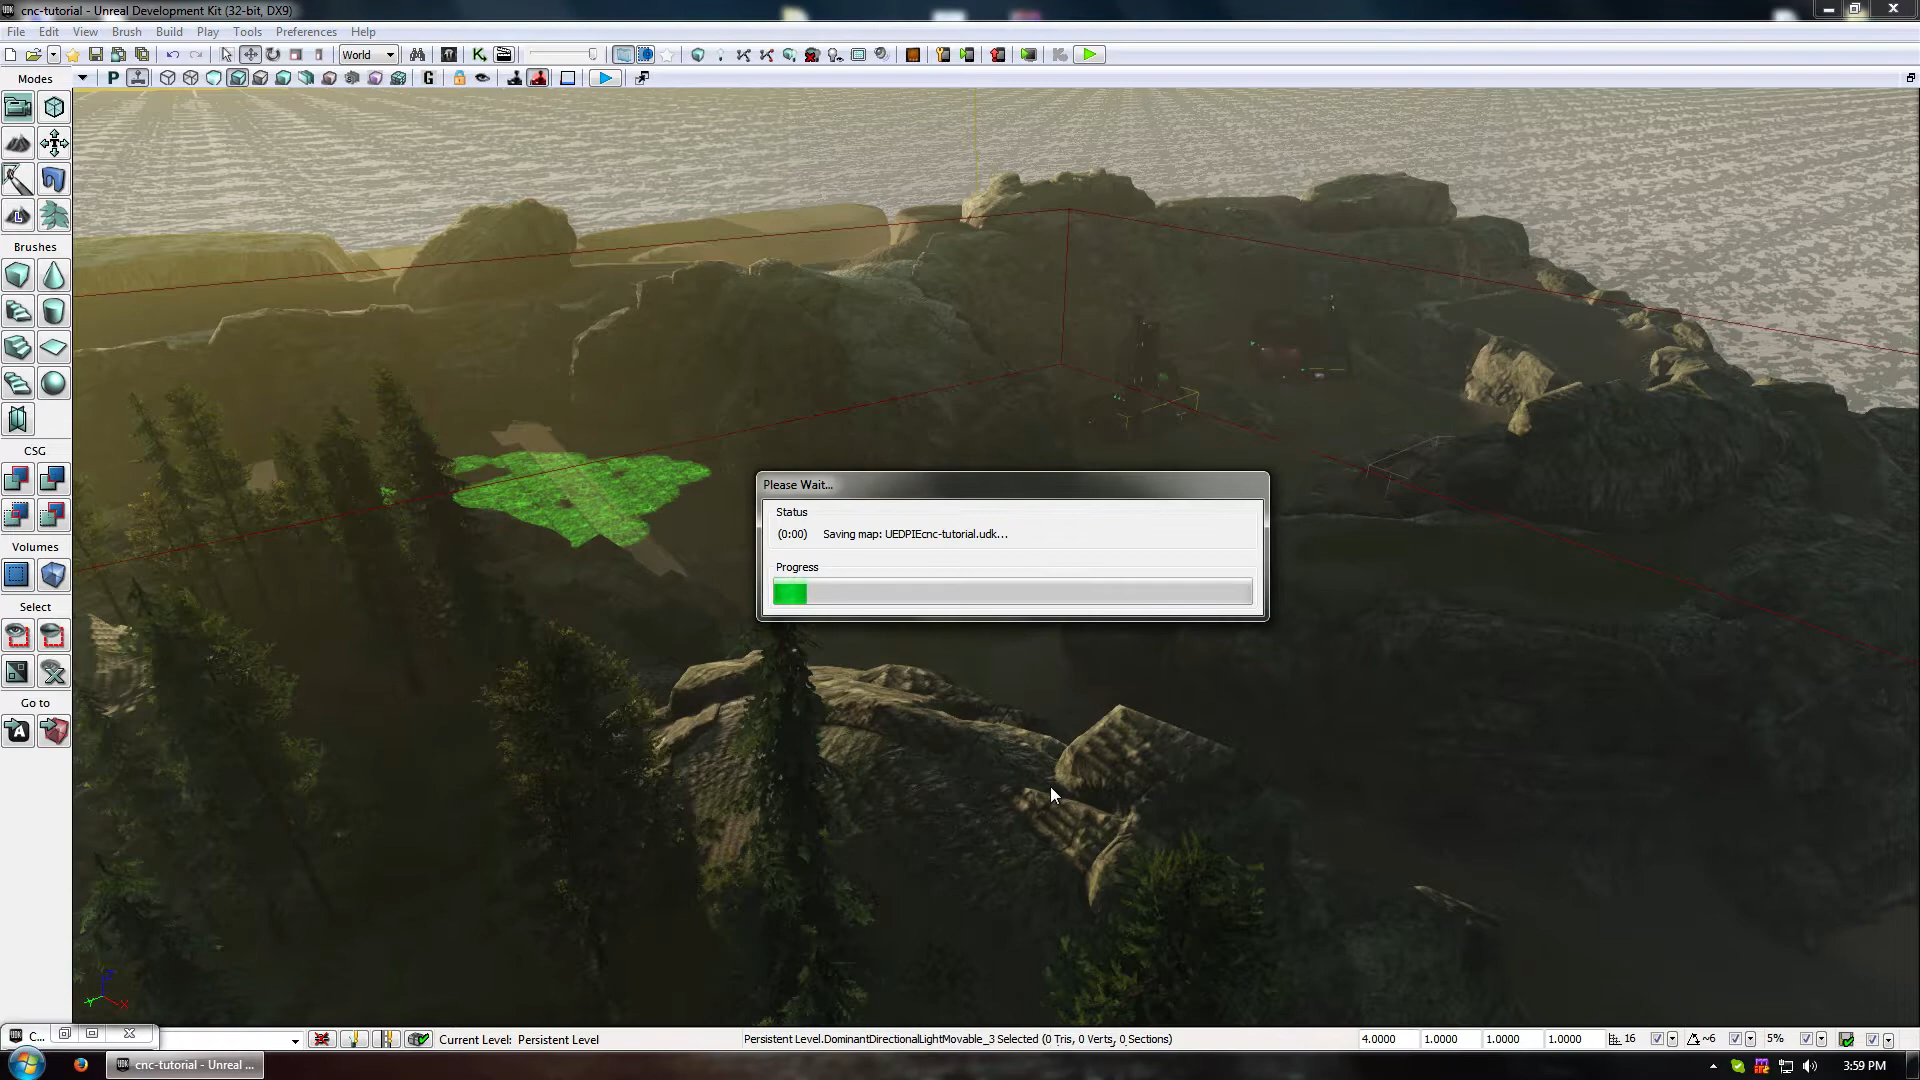 cnc-tutorial - Unreal Development Kit (32-bit, DX9)
File Edit View Brush Build Play Tools Preferences Help
World
Modes
P
G
Brushes
CSG
Volumes
Select
Go to
Please Wait...
Status
(0:00) Saving map: UEDPIEcnc-tutorial.udk...
Progress
C...
Current Level: Persistent Level
Persistent Level.DominantDirectionalLightMovable_3 Selected (0 Tris, 0 Verts, 0 Sections)
4.0000 1.0000 1.0000 1.0000 16 ~6 5%
cnc-tutorial - Unreal ...
3:59 PM